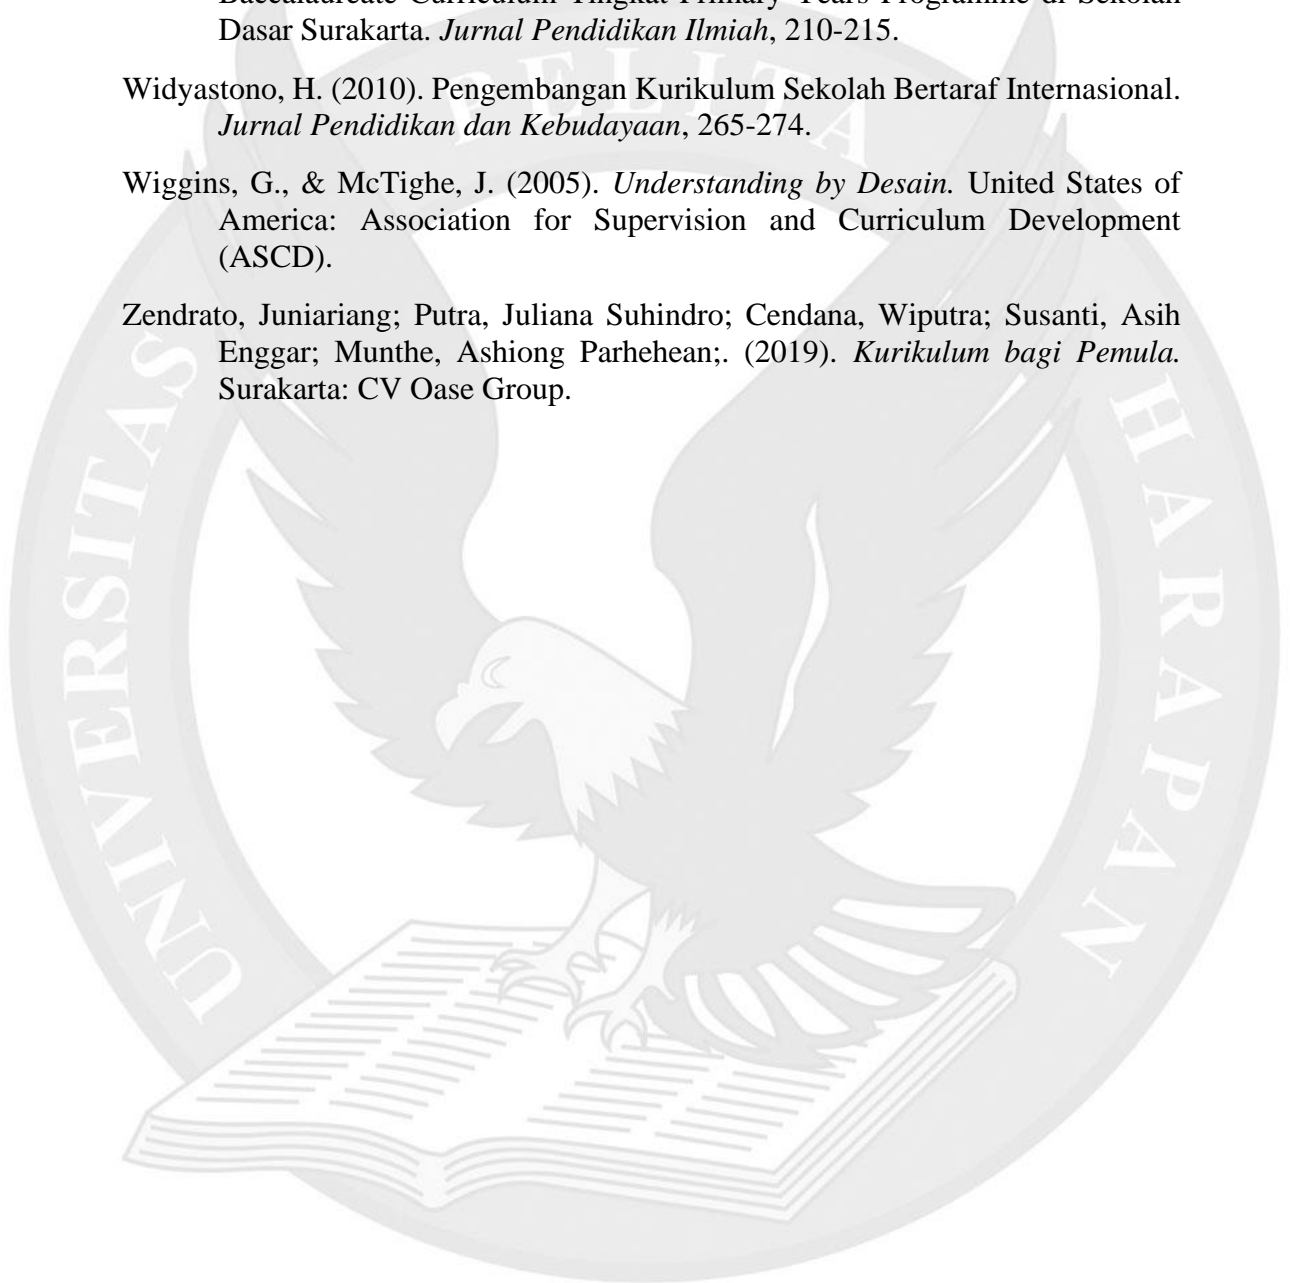 Baccalaureate Curriculum Tingkat Primary Years Programme di Sekolah
Dasar Surakarta. Jurnal Pendidikan Ilmiah, 210-215.
Widyastono, H. (2010). Pengembangan Kurikulum Sekolah Bertaraf Internasional.
Jurnal Pendidikan dan Kebudayaan, 265-274.
Wiggins, G., & McTighe, J. (2005). Understanding by Desain. United States of
America: Association for Supervision and Curriculum Development
(ASCD).
Zendrato, Juniariang; Putra, Juliana Suhindro; Cendana, Wiputra; Susanti, Asih
Enggar; Munthe, Ashiong Parhehean;. (2019). Kurikulum bagi Pemula.
Surakarta: CV Oase Group.
UNIVERSITAS PELITA HARAPAN